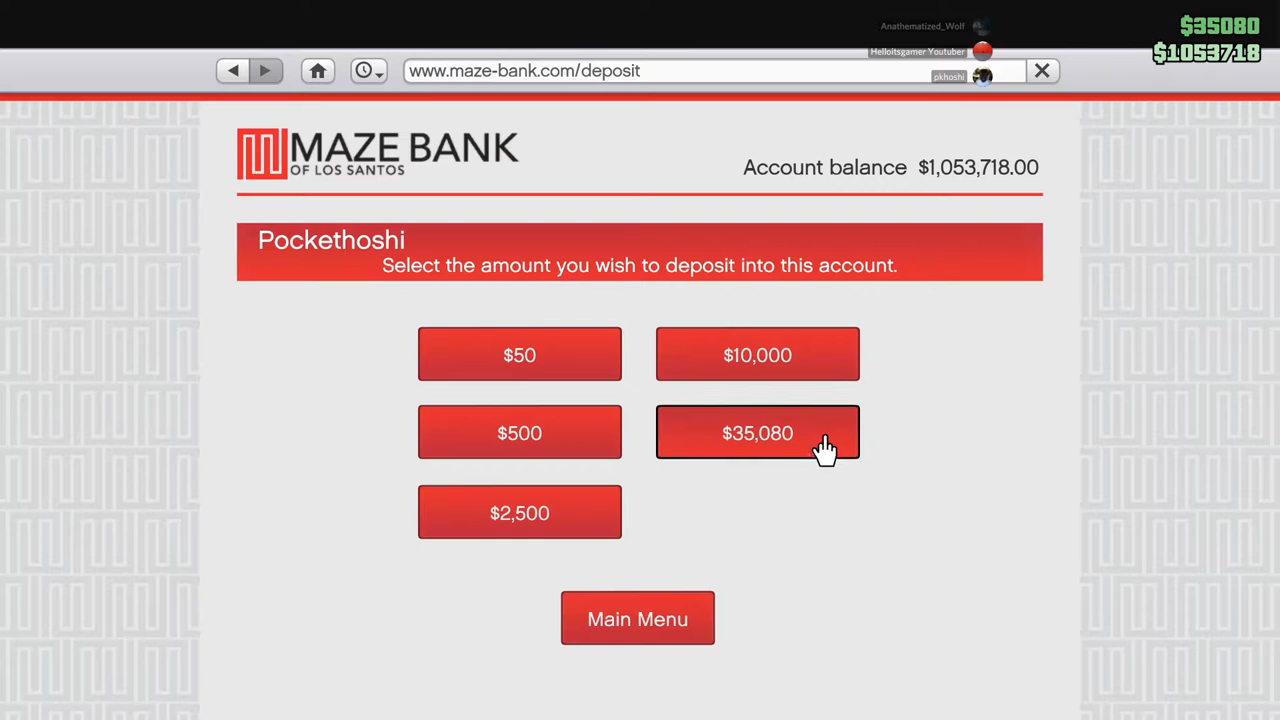 Anathematized_Wolf
$35080
Helloitsgamer Youtuber
$1053718
www.maze-bank.com/deposit
pkhoshi
MAZE BANK
OF LOS SANTOS
Account balance $1,053,718.00
Pockethoshi
Select the amount you wish to deposit into this account.
$50
$10,000
$500
$35,080
$2,500
Main Menu